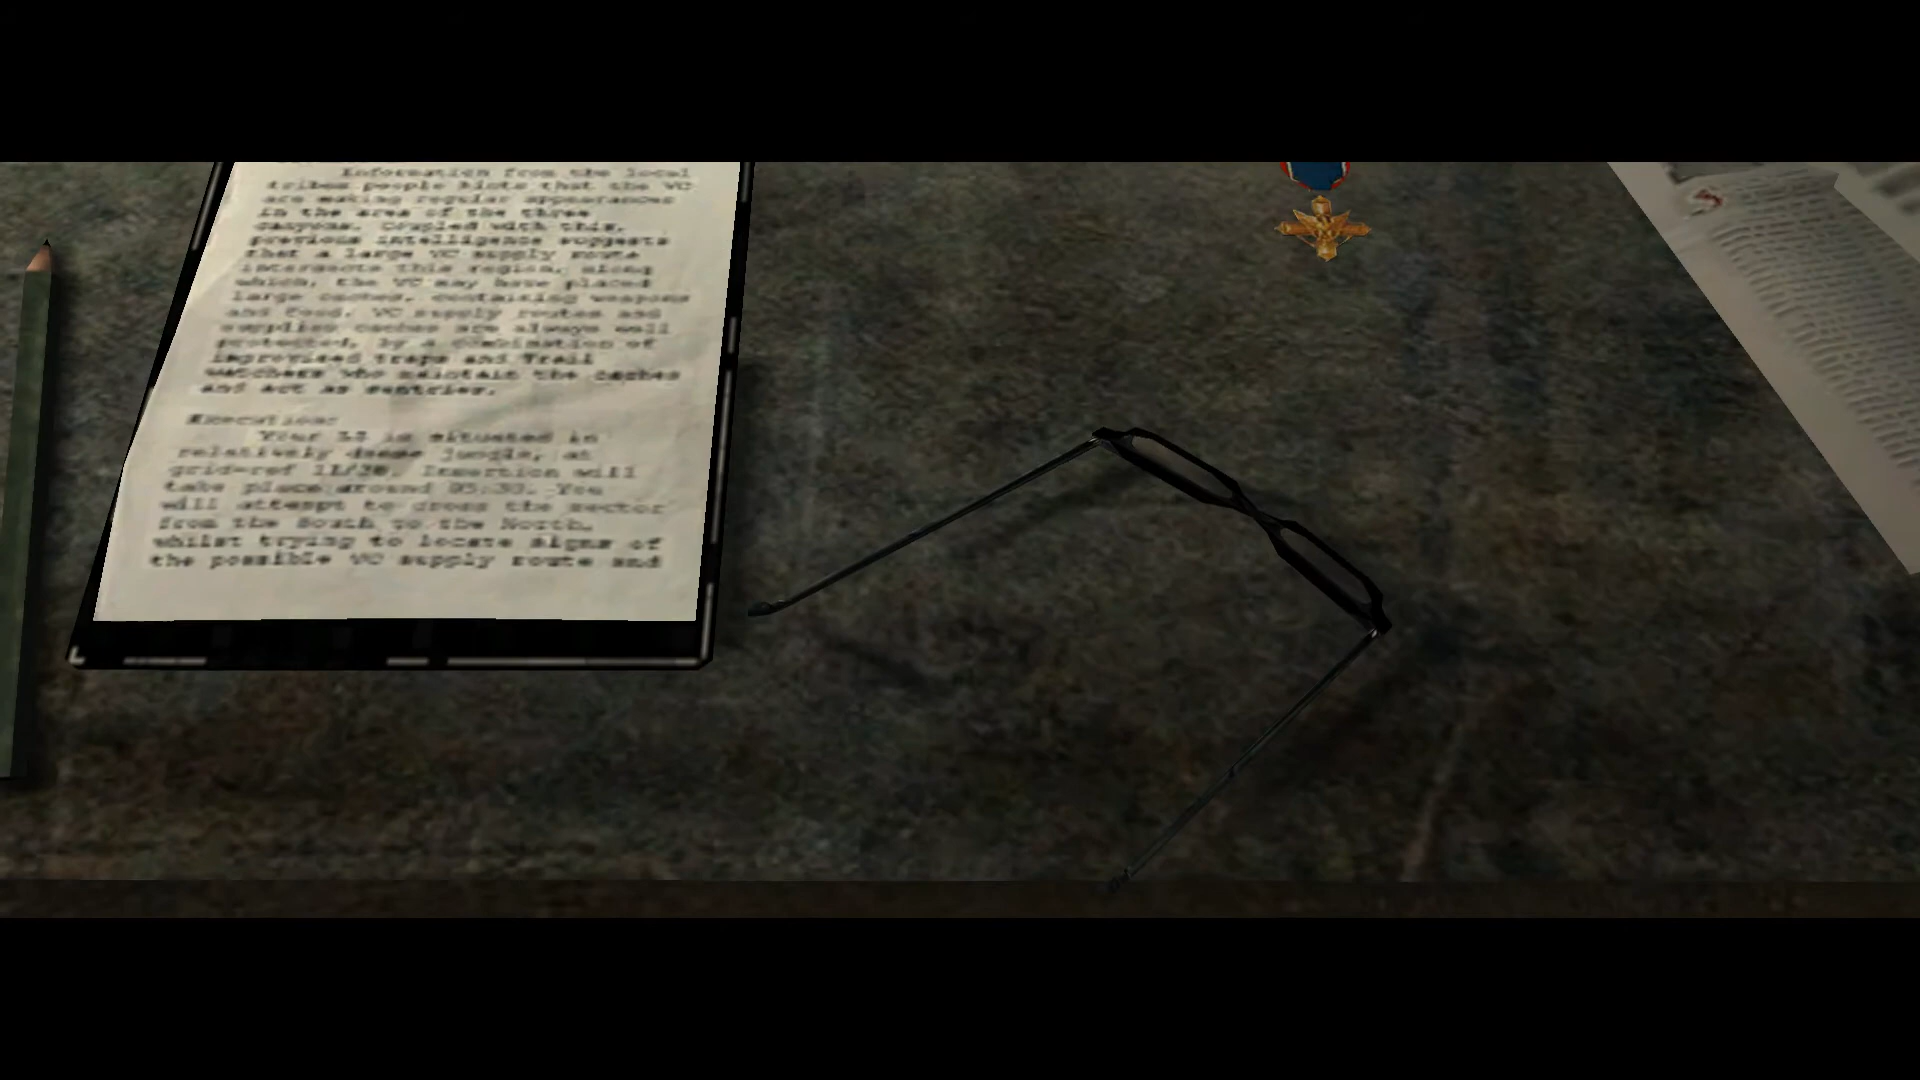 Information from the local
tribes people hints that the VC
are making regular appearances
in the area of the three
canyons. Coupled with this,
previous intelligence suggests
that a large VC supply route
intersects this region, along
which, the VC may have placed
large caches, containing weapons
and food. VC supply routes and
supplies caches are always well
protected, by a combination of
improvised traps and Trail
watchers who maintain the caches
and act as sentries.
Execution:
Your LZ is situated in
relatively dense jungle, at
grid-ref Insertion will
take place around 05:30. You
will attempt to cross the sector
from the South to the North,
whilst trying to locate signs of
the possible VC supply route and